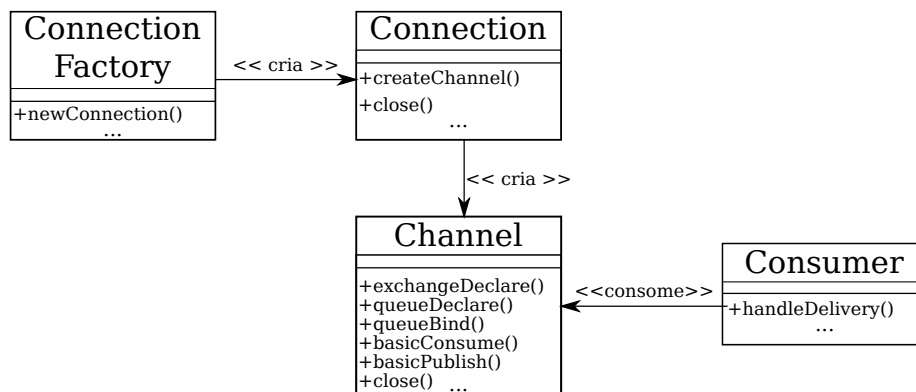 Connection
Factory
+newConnection()
...
<< cria >>
Connection
+createChannel()
+close()
...
<< cria >>
Channel
+exchangeDeclare()
+queueDeclare()
+queueBind()
+basicConsume()
+basicPublish()
+close()
...
<<consome>>
Consumer
+handleDelivery()
...